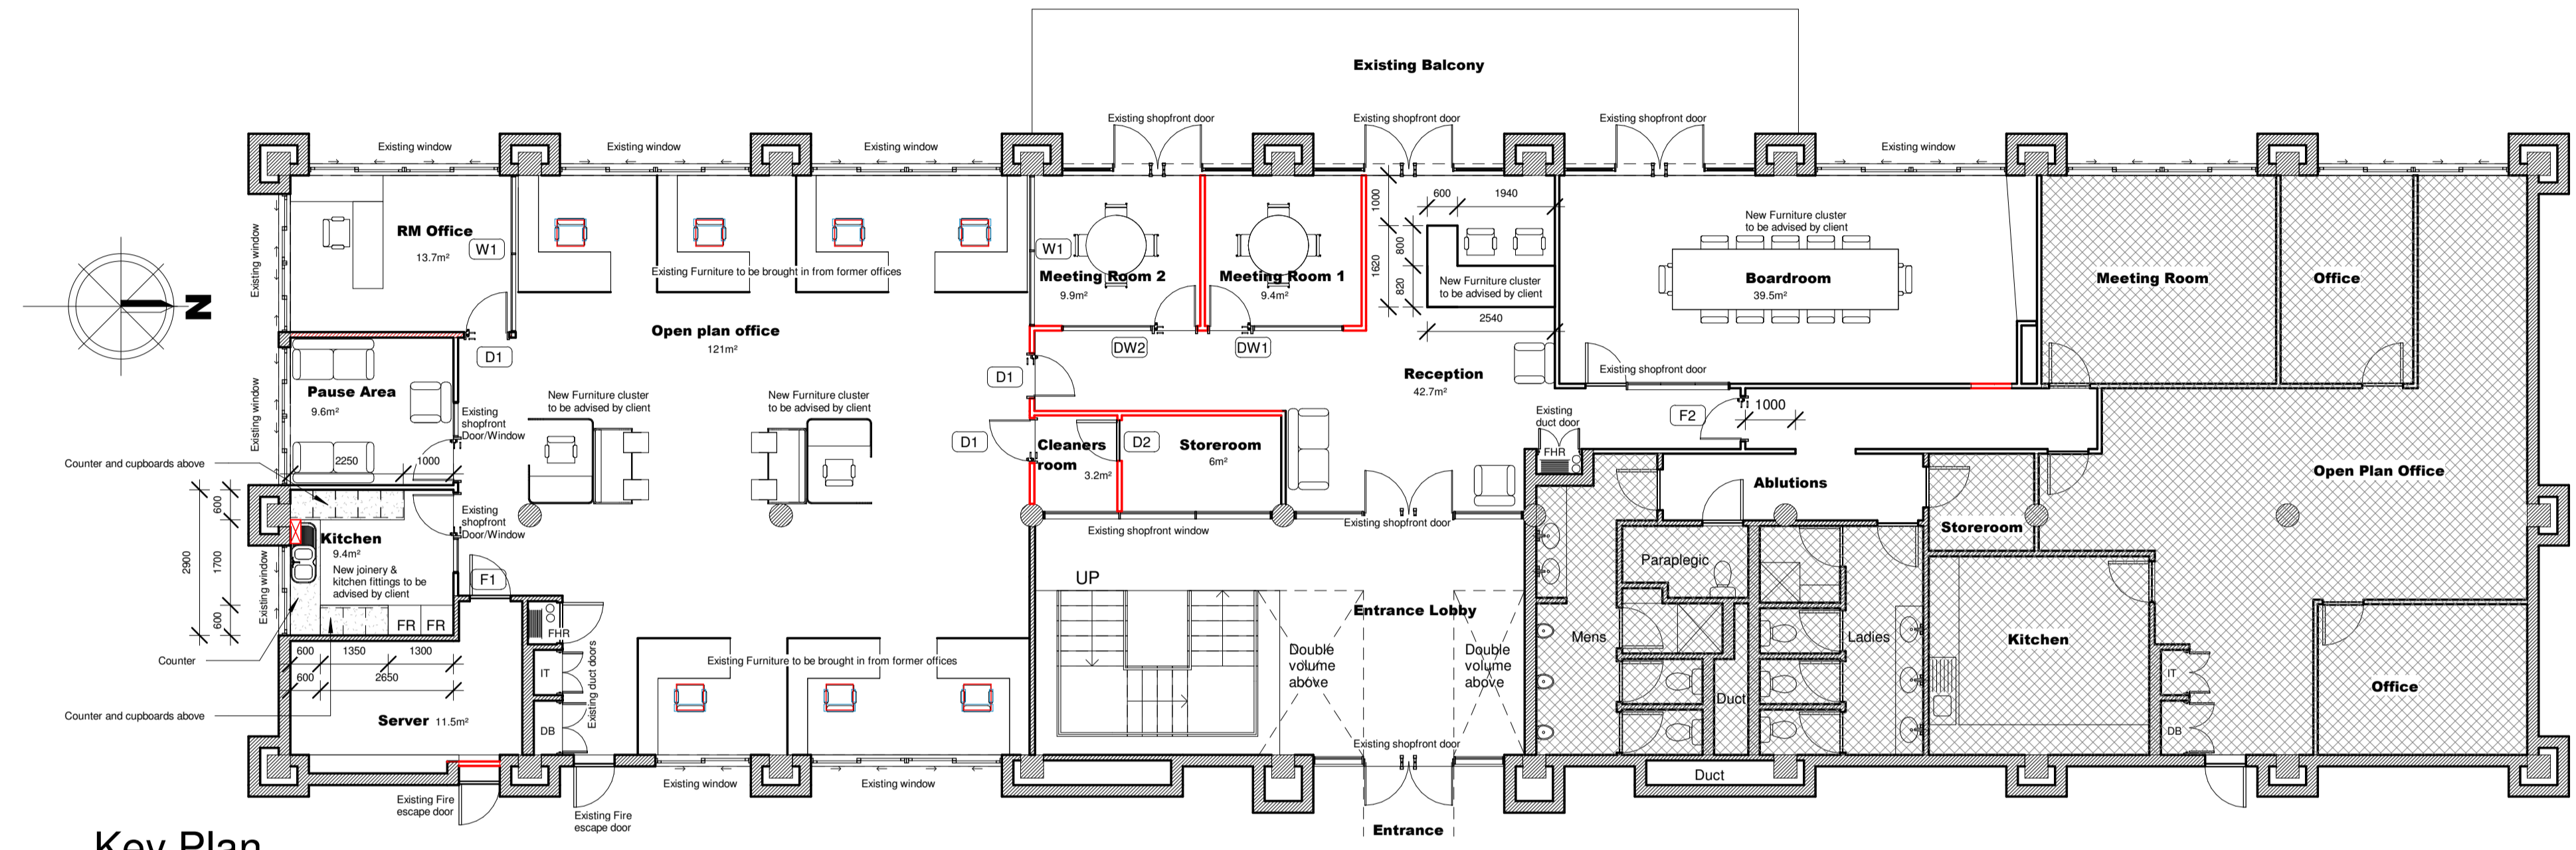 Existing Balcony
Existing shopfront door
Existing shopfront door
Existing shopfront door
Existing window
Existing window
Existing window
Existing window
Existing window
RM Office
13.7m²
W1
Existing Furniture to be brought in from former offices
W1
Meeting Room 2
9.9m²
Meeting Room 1
9.4m²
1000
1620
800
820
600
1940
New Furniture cluster
to be advised by client
2540
New Furniture cluster
to be advised by client
Boardroom
39.5m²
Meeting Room
Office
N
Open plan office
121m²
D1
DW2
DW1
Existing window
Pause Area
9.6m²
D1
Reception
42.7m²
Existing shopfront door
New Furniture cluster
to be advised by client
New Furniture cluster
to be advised by client
Existing
shopfront
Door/Window
D1
Cleaners
room
3.2m²
D2
Storeroom
6m²
Existing
duct door
FHR
F2
1000
Counter and cupboards above
2250
1000
Open Plan Office
Ablutions
600
2900
1700
600
Existing window
Kitchen
9.4m²
New joinery &
kitchen fittings to be
advised by client
Existing
shopfront
Door/Window
Existing shopfront window
Existing shopfront door
Storeroom
F1
UP
Paraplegic
FR
FR
FHR
Entrance Lobby
Mens
Ladies
Kitchen
Counter
600
1350
1300
600
2650
Existing Furniture to be brought in from former offices
Existing duct doors
IT
Double
volume
above
Double
volume
above
Duct
IT
Office
Counter and cupboards above
Server 11.5m²
DB
DB
Existing shopfront door
Existing window
Existing window
Duct
Existing Fire
escape door
Existing Fire
escape door
Entrance
Key Plan